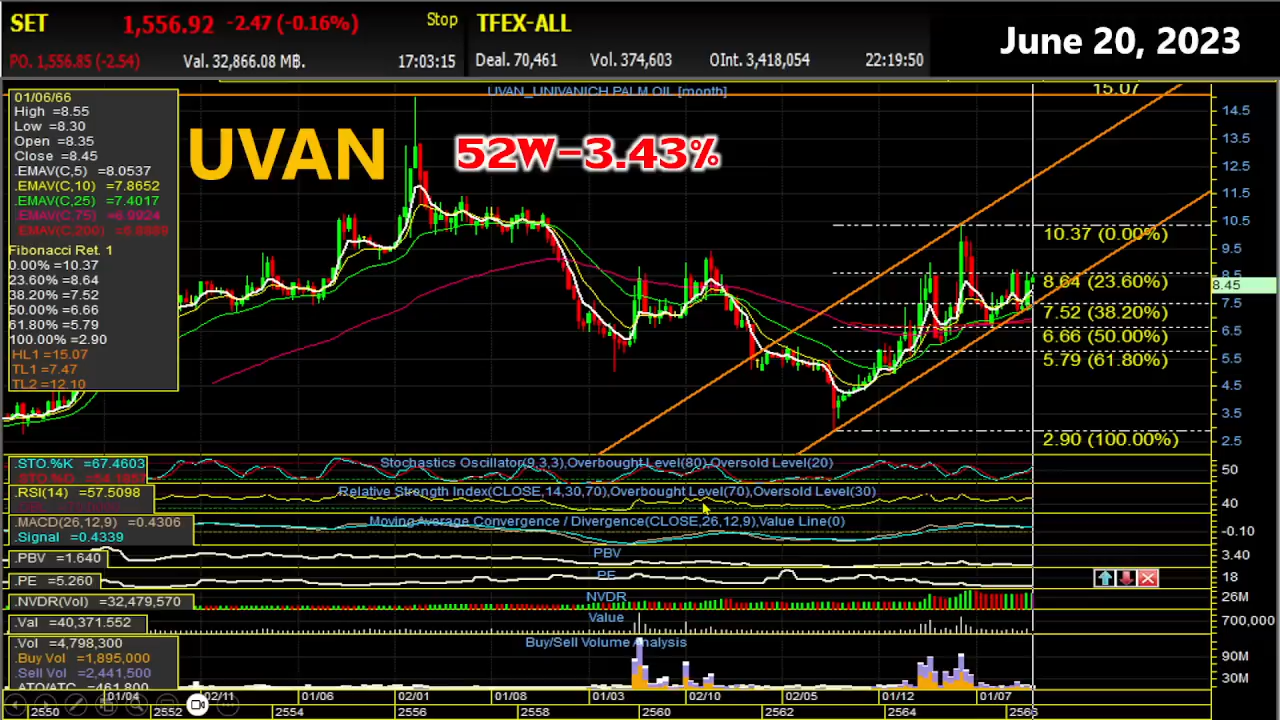 SET 1,556.92 -2.47 (-0.16%) Stop TFEX-ALL June 20, 2023
PO. 1,556.85 (-2.54) Val. 32,866.08 MB. 17:03:15 Deal. 70,461 Vol. 374,603 OInt. 3,418,054 22:19:50
UVAN_UNIVANICH PALM OIL [month] 15.07
01/06/66
High =8.55
Low =8.30
Open =8.35
Close =8.45
.EMAV(C,5) =8.0537
.EMAV(C,10) =7.8652
.EMAV(C,25) =7.4017
.EMAV(C,75) =6.9924
.EMAV(C,200)
Fibonacci Ret. 1
0.00% =10.37
23.60% =8.64
38.20% =7.52
50.00% =6.66
61.80% =5.79
100.00% =2.90
HL1 =15.07
TL1 =7.47
TL2 =12.10
UVAN 52W-3.43%
14.5
13.5
12.5
11.5
10.5
10.37 (0.00%)
9.5
8.5
8.64 (23.60%) 8.45
7.5
7.52 (38.20%)
6.5
6.66 (50.00%)
5.5
5.79 (61.80%)
4.5
3.5
2.90 (100.00%) 2.5
.STO.%K =67.4603 Stochastics Oscillator(9,3,3),Overbought Level(80),Oversold Level(20) 50
.RSI(14) =57.5098 Relative Strength Index(CLOSE,14,30,70),Overbought Level(70),Oversold Level(30) 40
.MACD(26,12,9) =0.4306 Moving Average Convergence / Divergence(CLOSE,26,12,9),Value Line(0) -0.10
Signal =0.4339
.PBV =1.640 PBV 3.40
.PE =5.260 PE 18
.NVDR(Vol) =32,479,570 NVDR 26M
.Val =40,371.552 Value 700,000
.Vol =4,798,300 Buy/Sell Volume Analysis
.Buy Vol =1,895,000 90M
.Sell Vol =2,441,500 30M
ATO/ATC =461,800
01/04 02/11 01/06 02/01 01/08 01/03 02/10 02/05 01/12 01/07
2550 2552 2554 2556 2558 2560 2562 2564 2566